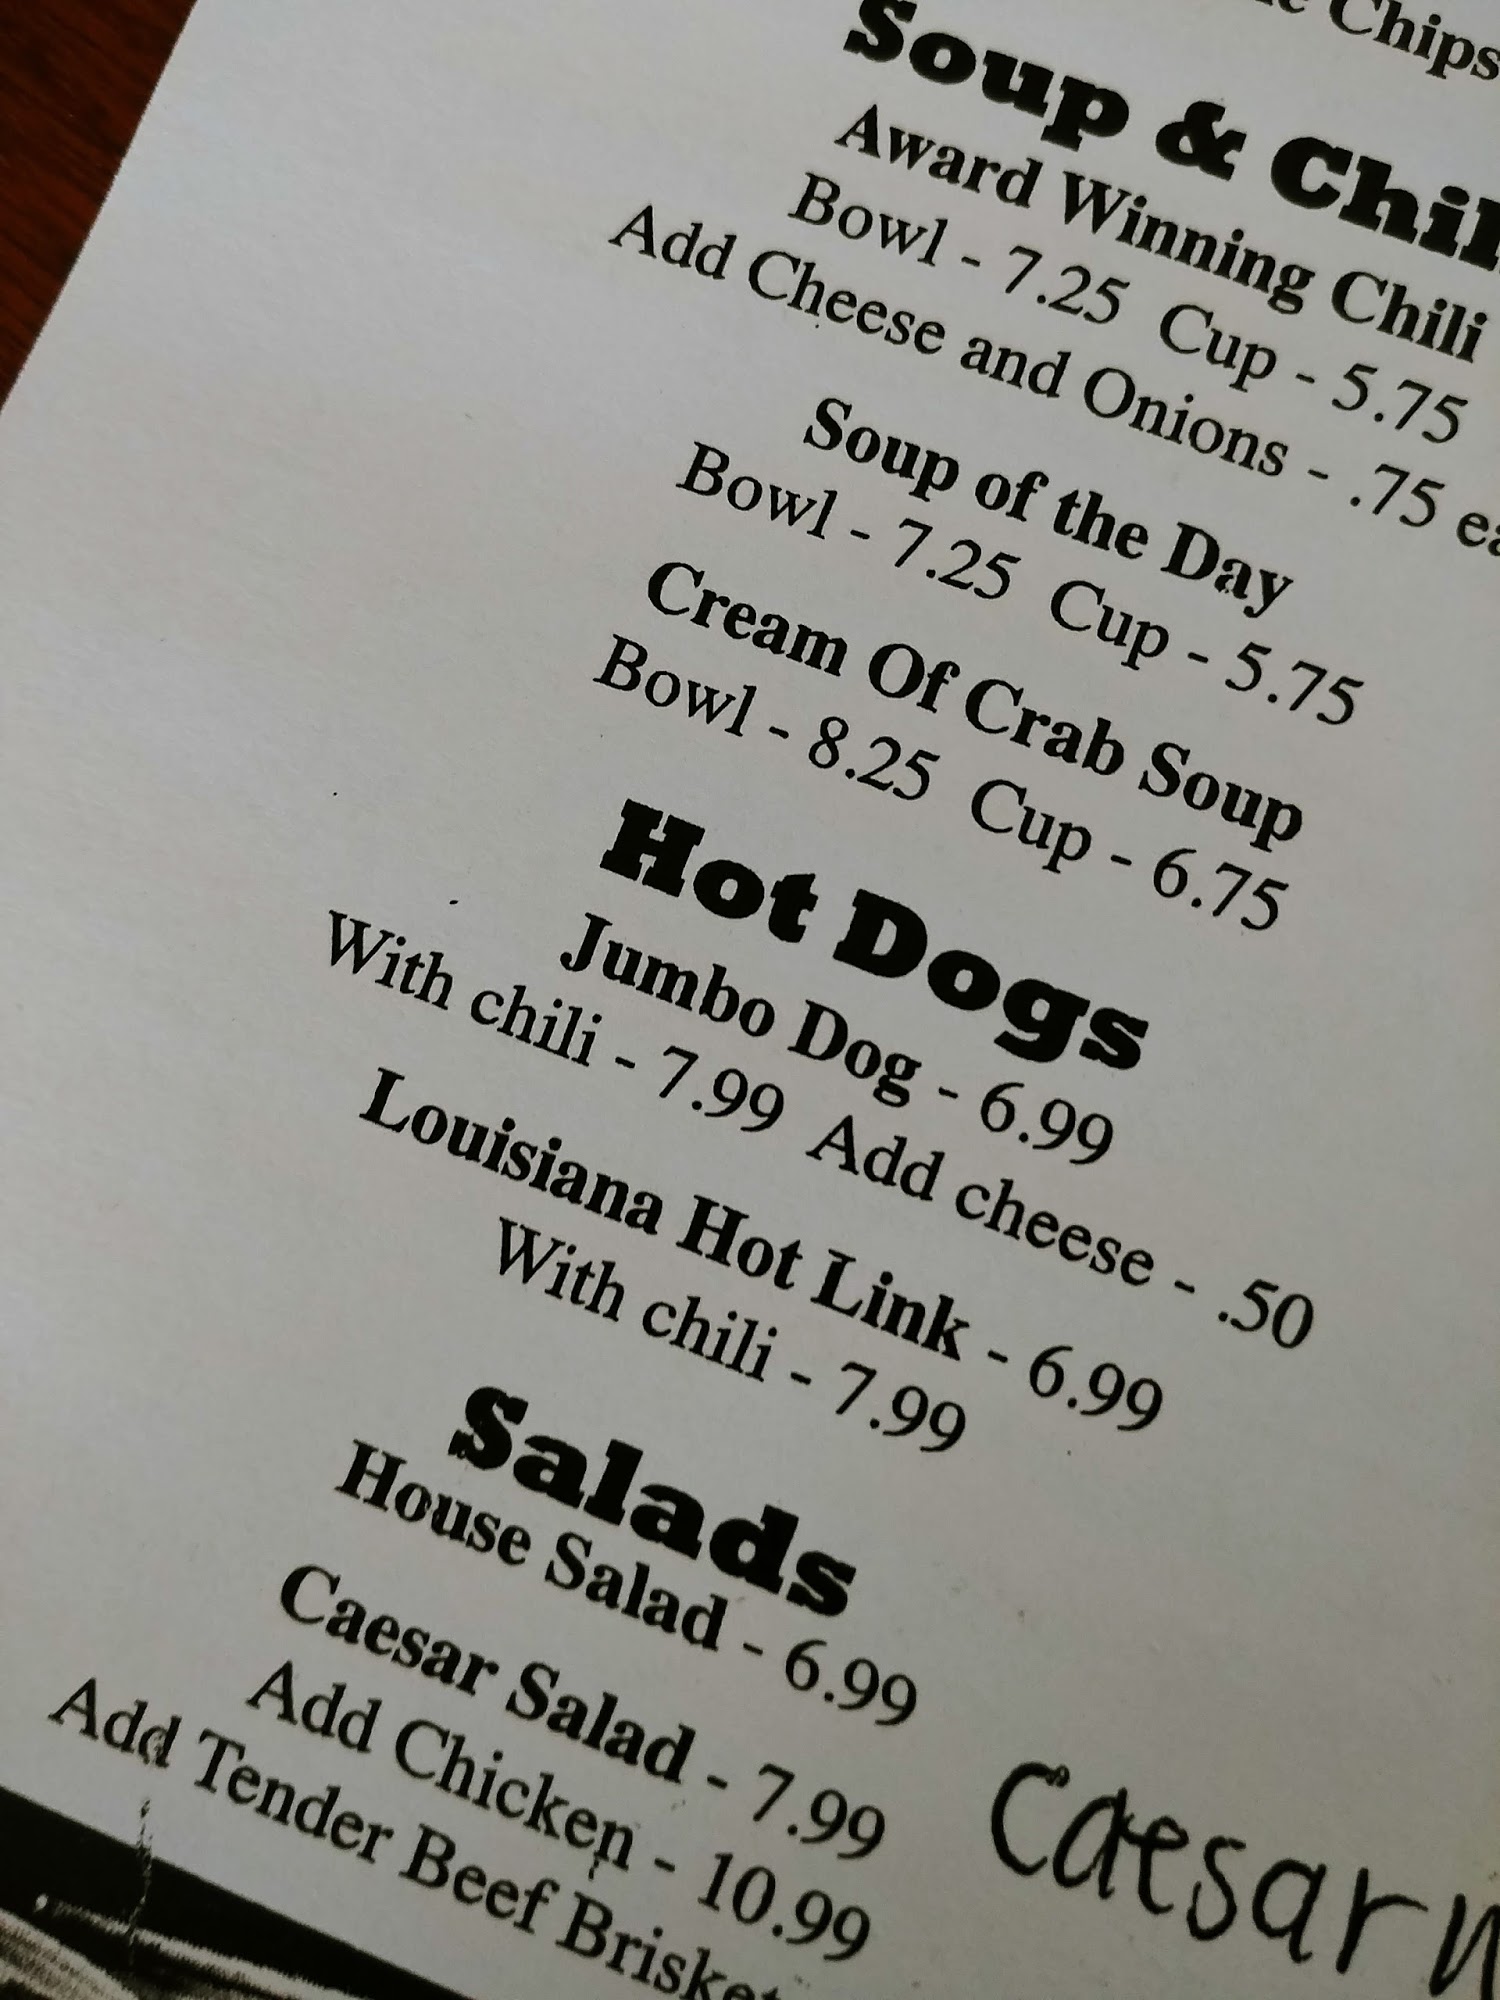 Chips
Soup & Chil
Award Winning Chili
Bowl - 7.25 Cup - 5.75
Add Cheese and Onions - .75 ea
Soup of the Day
Bowl - 7.25 Cup - 5.75
Cream Of Crab Soup
Bowl - 8.25 Cup - 6.75
Hot Dogs
Jumbo Dog - 6.99
With chili - 7.99 Add cheese - .50
Louisiana Hot Link - 6.99
With chili - 7.99
Salads
House Salad - 6.99
Caesar Salad - 7.99
Add Chicken - 10.99
Add Tender Beef Brisket
Caesar